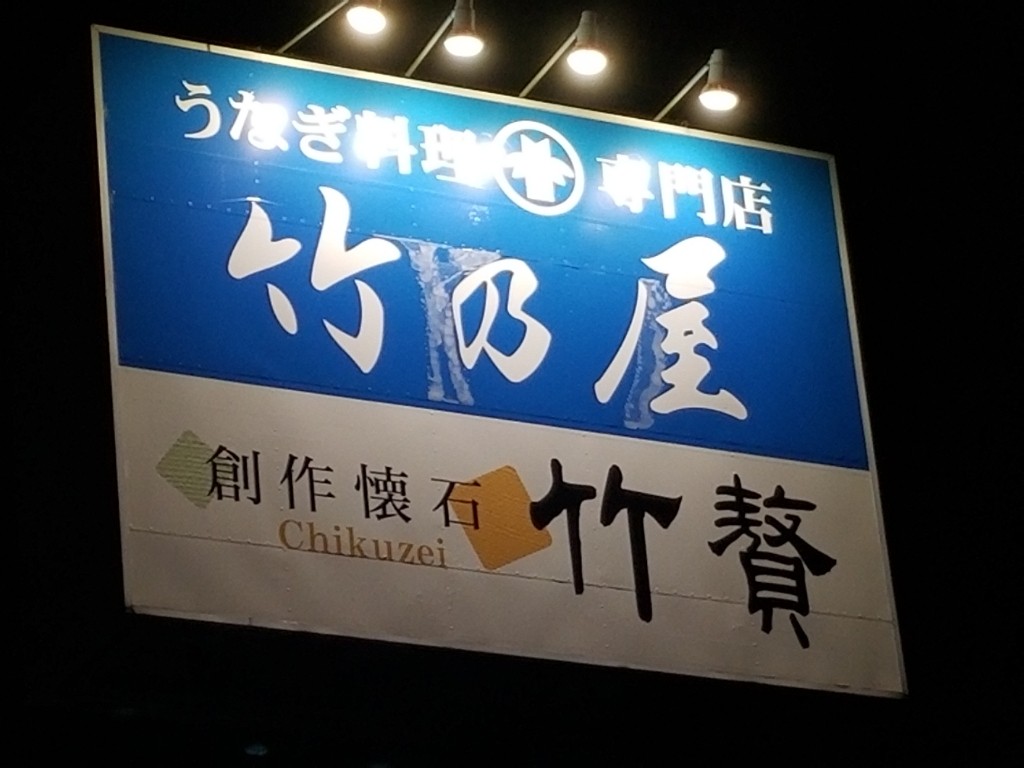 うなぎ料理 専門店
竹乃屋
創作懐石 竹贅
Chikuzei